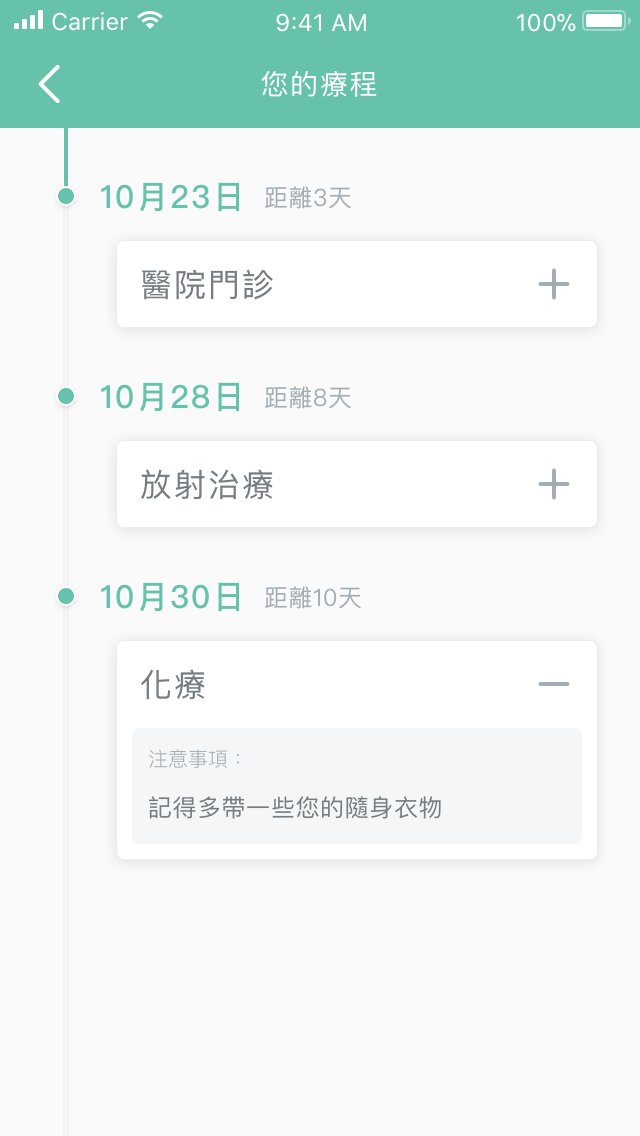 Carrier 9:41 AM 100%
您的療程
10月23日 距離3天
醫院門診
10月28日 距離8天
放射治療
10月30日 距離10天
化療
注意事項：
記得多帶一些您的隨身衣物